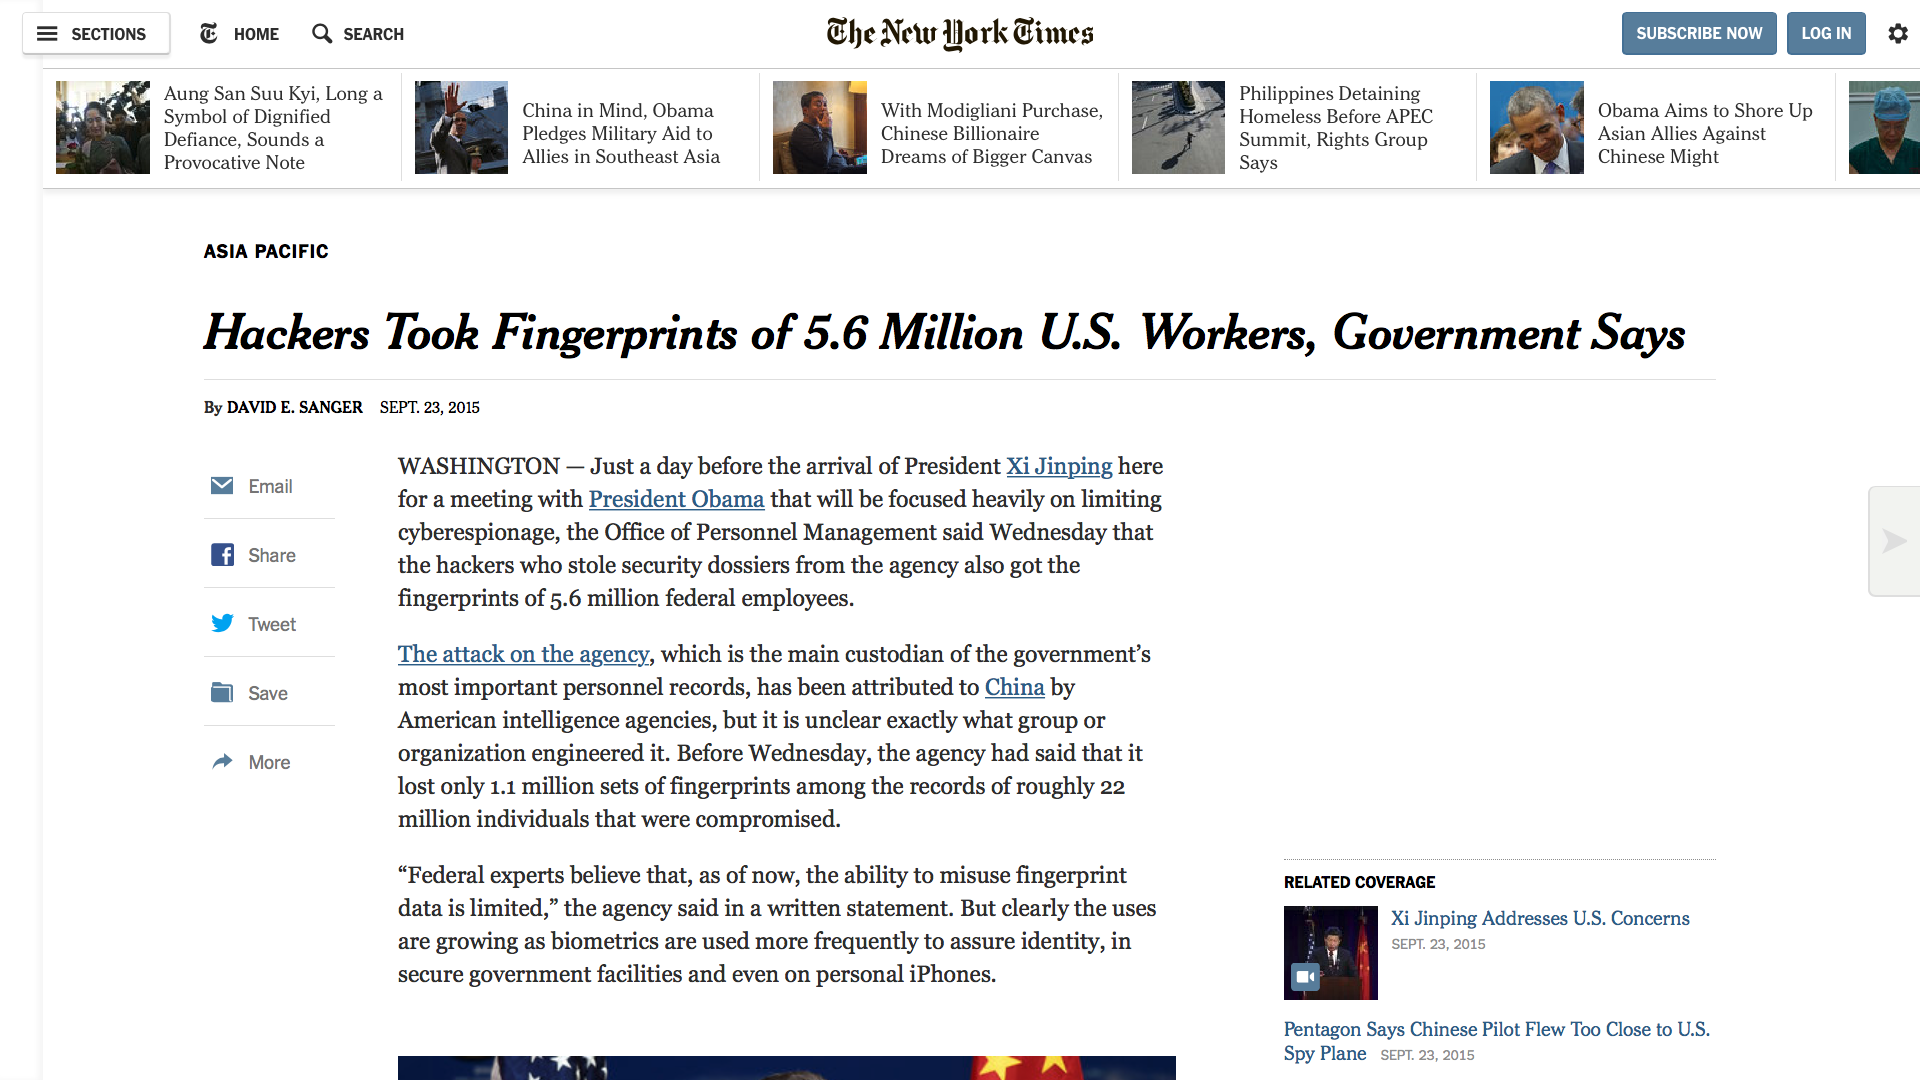 SECTIONS
HOME
SEARCH
The New York Times
SUBSCRIBE NOW
LOG IN
Aung San Suu Kyi, Long a
Symbol of Dignified
Defiance, Sounds a
Provocative Note
China in Mind, Obama
Pledges Military Aid to
Allies in Southeast Asia
With Modigliani Purchase,
Chinese Billionaire
Dreams of Bigger Canvas
Philippines Detaining
Homeless Before APEC
Summit, Rights Group
Says
Obama Aims to Shore Up
Asian Allies Against
Chinese Might
ASIA PACIFIC
Hackers Took Fingerprints of 5.6 Million U.S. Workers, Government Says
By DAVID E. SANGER SEPT. 23, 2015
Email
Share
Tweet
Save
More
WASHINGTON — Just a day before the arrival of President Xi Jinping here
for a meeting with President Obama that will be focused heavily on limiting
cyberespionage, the Office of Personnel Management said Wednesday that
the hackers who stole security dossiers from the agency also got the
fingerprints of 5.6 million federal employees.
The attack on the agency, which is the main custodian of the government’s
most important personnel records, has been attributed to China by
American intelligence agencies, but it is unclear exactly what group or
organization engineered it. Before Wednesday, the agency had said that it
lost only 1.1 million sets of fingerprints among the records of roughly 22
million individuals that were compromised.
“Federal experts believe that, as of now, the ability to misuse fingerprint
data is limited,” the agency said in a written statement. But clearly the uses
are growing as biometrics are used more frequently to assure identity, in
secure government facilities and even on personal iPhones.
RELATED COVERAGE
Xi Jinping Addresses U.S. Concerns
SEPT. 23, 2015
Pentagon Says Chinese Pilot Flew Too Close to U.S.
Spy Plane SEPT. 23, 2015